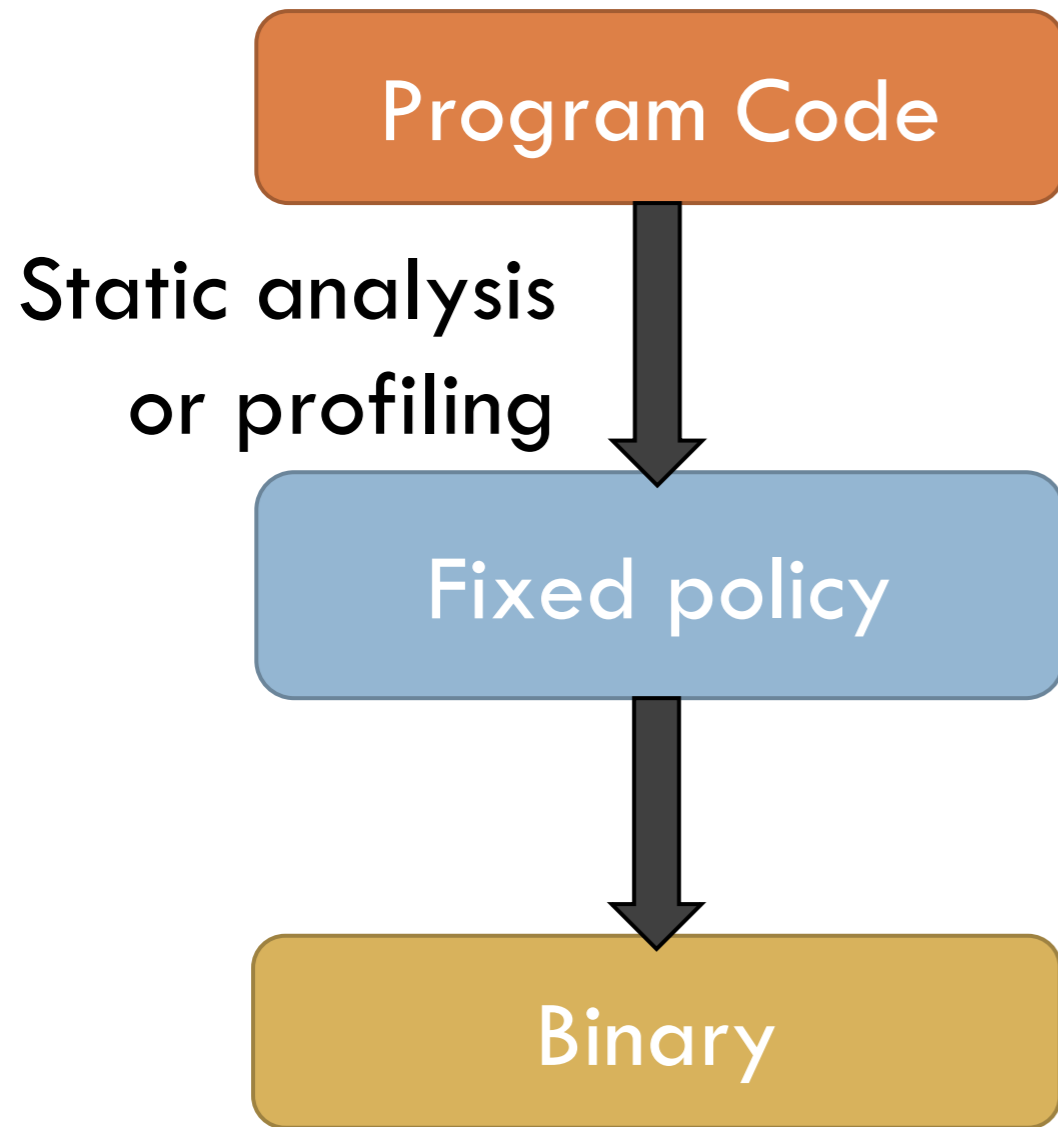 Program Code
Static analysis
or profiling
Fixed policy
Binary